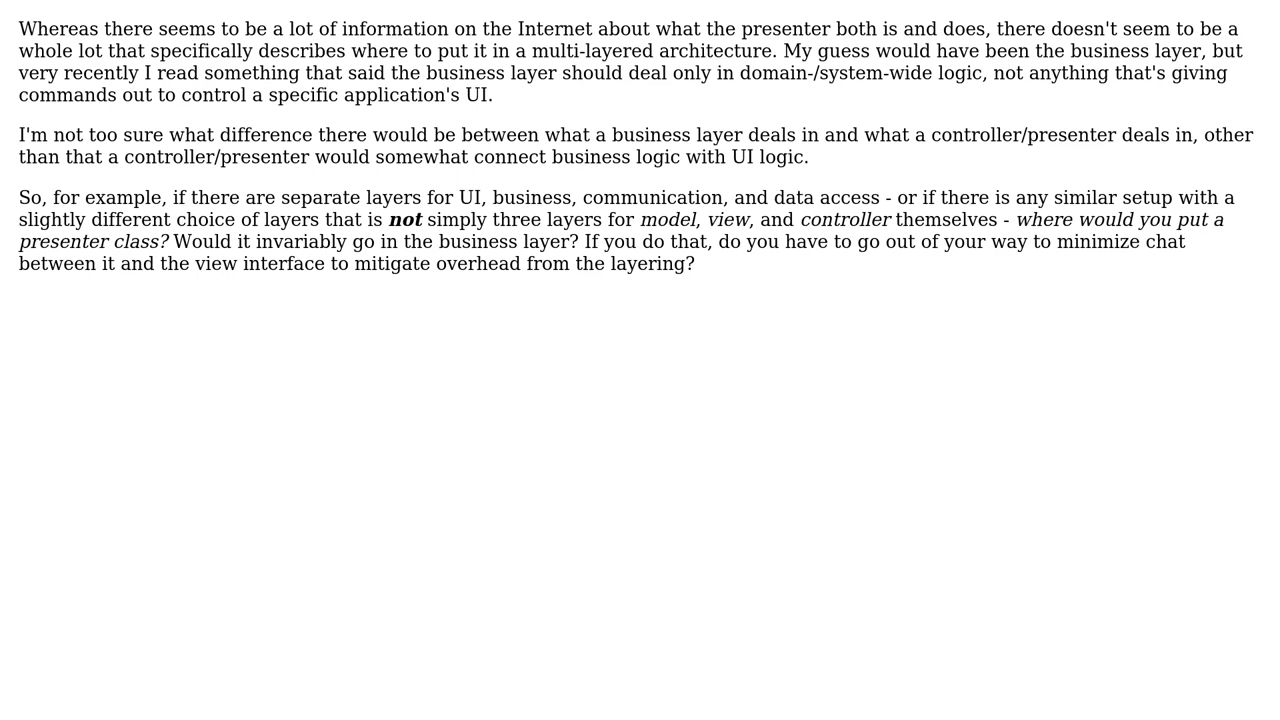 Whereas there seems to be a lot of information on the Internet about what the presenter both is and does, there doesn't seem to be a
whole lot that specifically describes where to put it in a multi-layered architecture. My guess would have been the business layer, but
very recently I read something that said the business layer should deal only in domain-/system-wide logic, not anything that's giving
commands out to control a specific application's UI.
I'm not too sure what difference there would be between what a business layer deals in and what a controller/presenter deals in, other
than that a controller/presenter would somewhat connect business logic with UI logic.
So, for example, if there are separate layers for UI, business, communication, and data access - or if there is any similar setup with a
slightly different choice of layers that is not simply three layers for model, view, and controller themselves - where would you put a
presenter class? Would it invariably go in the business layer? If you do that, do you have to go out of your way to minimize chat
between it and the view interface to mitigate overhead from the layering?